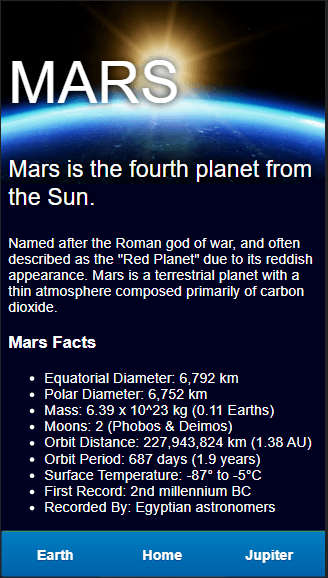 MARS
Mars is the fourth planet from
the Sun.
Named after the Roman god of war, and often
described as the "Red Planet" due to its reddish
appearance. Mars is a terrestrial planet with a
thin atmosphere composed primarily of carbon
dioxide.
Mars Facts
• Equatorial Diameter: 6,792 km
• Polar Diameter: 6,752 km
• Mass: 6.39 x 10^23 kg (0.11 Earths)
• Moons: 2 (Phobos & Deimos)
• Orbit Distance: 227,943,824 km (1.38 AU)
• Orbit Period: 687 days (1.9 years)
• Surface Temperature: -87° to -5°C
• First Record: 2nd millennium BC
• Recorded By: Egyptian astronomers
Earth Home Jupiter